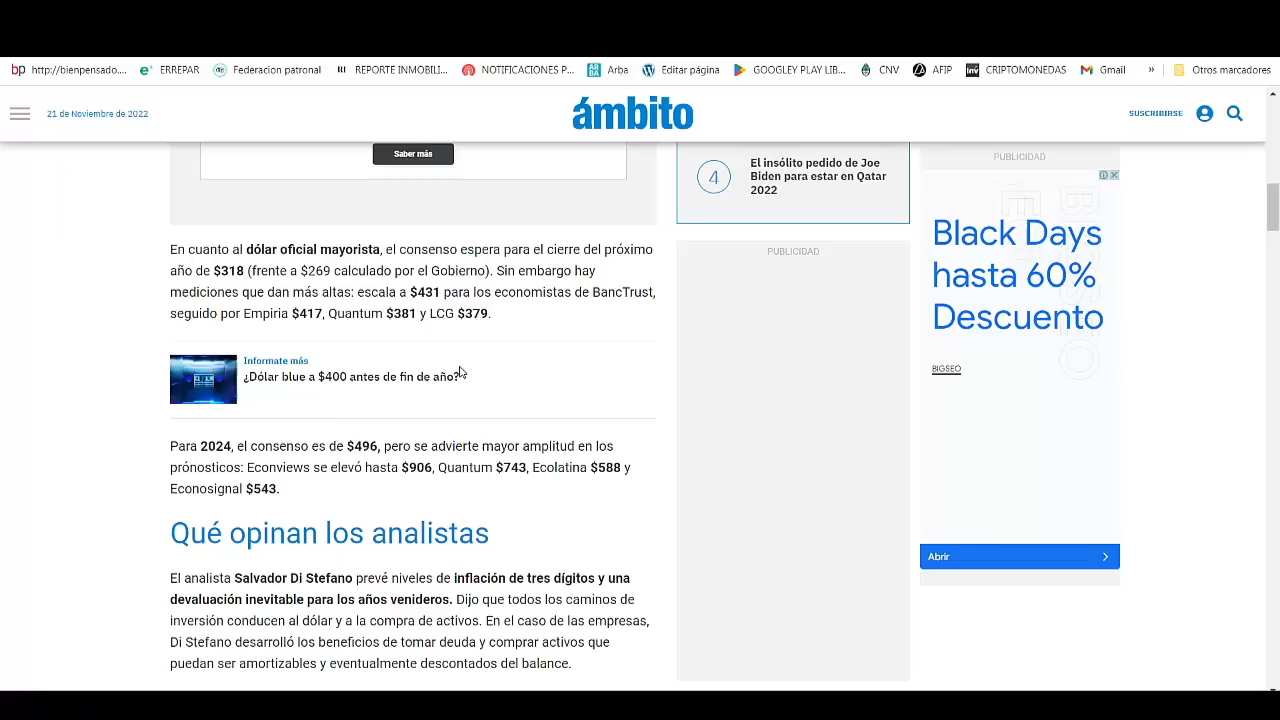 bp http://bienpensado.... e+ ERREPAR Federacion patronal RI REPORTE INMOBILI... NOTIFICACIONES P... AR BA Arba Editar página GOOGLEY PLAY LIB... CNV AFIP Inv CRIPTOMONEDAS Gmail » Otros marcadores
21 de Noviembre de 2022
ámbito
SUSCRIBIRSE
Saber más
4
El insólito pedido de Joe
Biden para estar en Qatar
2022
En cuanto al dólar oficial mayorista, el consenso espera para el cierre del próximo
año de $318 (frente a $269 calculado por el Gobierno). Sin embargo hay
mediciones que dan más altas: escala a $431 para los economistas de BancTrust,
seguido por Empiria $417, Quantum $381 y LCG $379.
Informate más
¿Dólar blue a $400 antes de fin de año?
Para 2024, el consenso es de $496, pero se advierte mayor amplitud en los
prónosticos: Econviews se elevó hasta $906, Quantum $743, Ecolatina $588 y
Econosignal $543.
Qué opinan los analistas
El analista Salvador Di Stefano prevé niveles de inflación de tres dígitos y una
devaluación inevitable para los años venideros. Dijo que todos los caminos de
inversión conducen al dólar y a la compra de activos. En el caso de las empresas,
Di Stefano desarrolló los beneficios de tomar deuda y comprar activos que
puedan ser amortizables y eventualmente descontados del balance.
PUBLICIDAD
PUBLICIDAD
Black Days
hasta 60%
Descuento
BIGSEO
Abrir